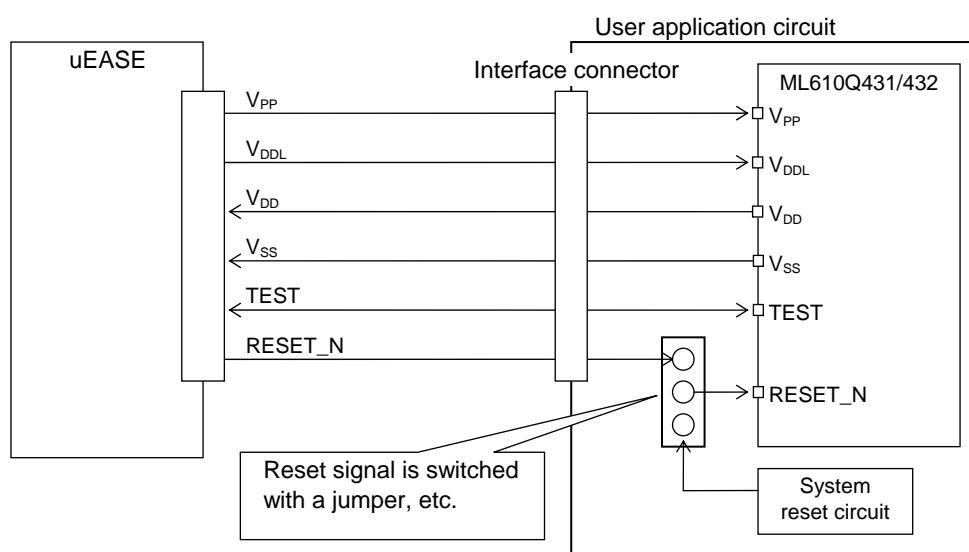 User application circuit
uEASE
Interface connector
ML610Q431/432
VPP
VPP
VDDL
VDDL
VDD
VDD
VSS
VSS
TEST
TEST
RESET_N
RESET_N
Reset signal is switched
with a jumper, etc.
System
reset circuit